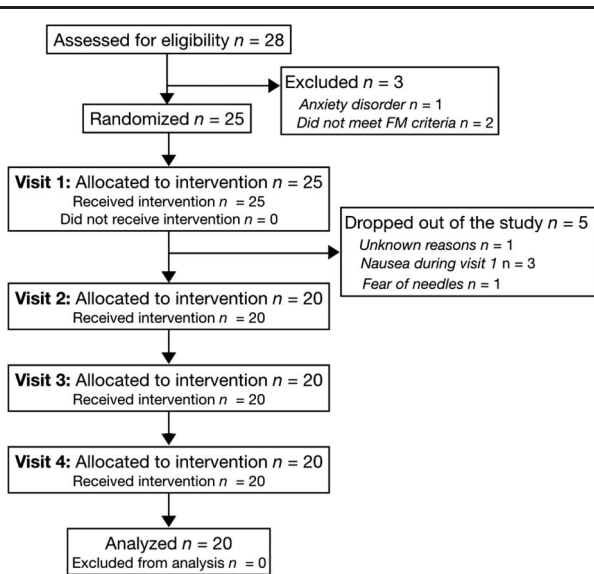 Assessed for eligibility n = 28
Excluded n = 3
Anxiety disorder n = 1
Did not meet FM criteria n = 2
Randomized n = 25
Visit 1: Allocated to intervention n = 25
Received intervention n = 25
Did not receive intervention n = 0
Dropped out of the study n = 5
Unknown reasons n = 1
Nausea during visit 1 n = 3
Fear of needles n = 1
Visit 2: Allocated to intervention n = 20
Received intervention n = 20
Visit 3: Allocated to intervention n = 20
Received intervention n = 20
Visit 4: Allocated to intervention n = 20
Received intervention n = 20
Analyzed n = 20
Excluded from analysis n = 0